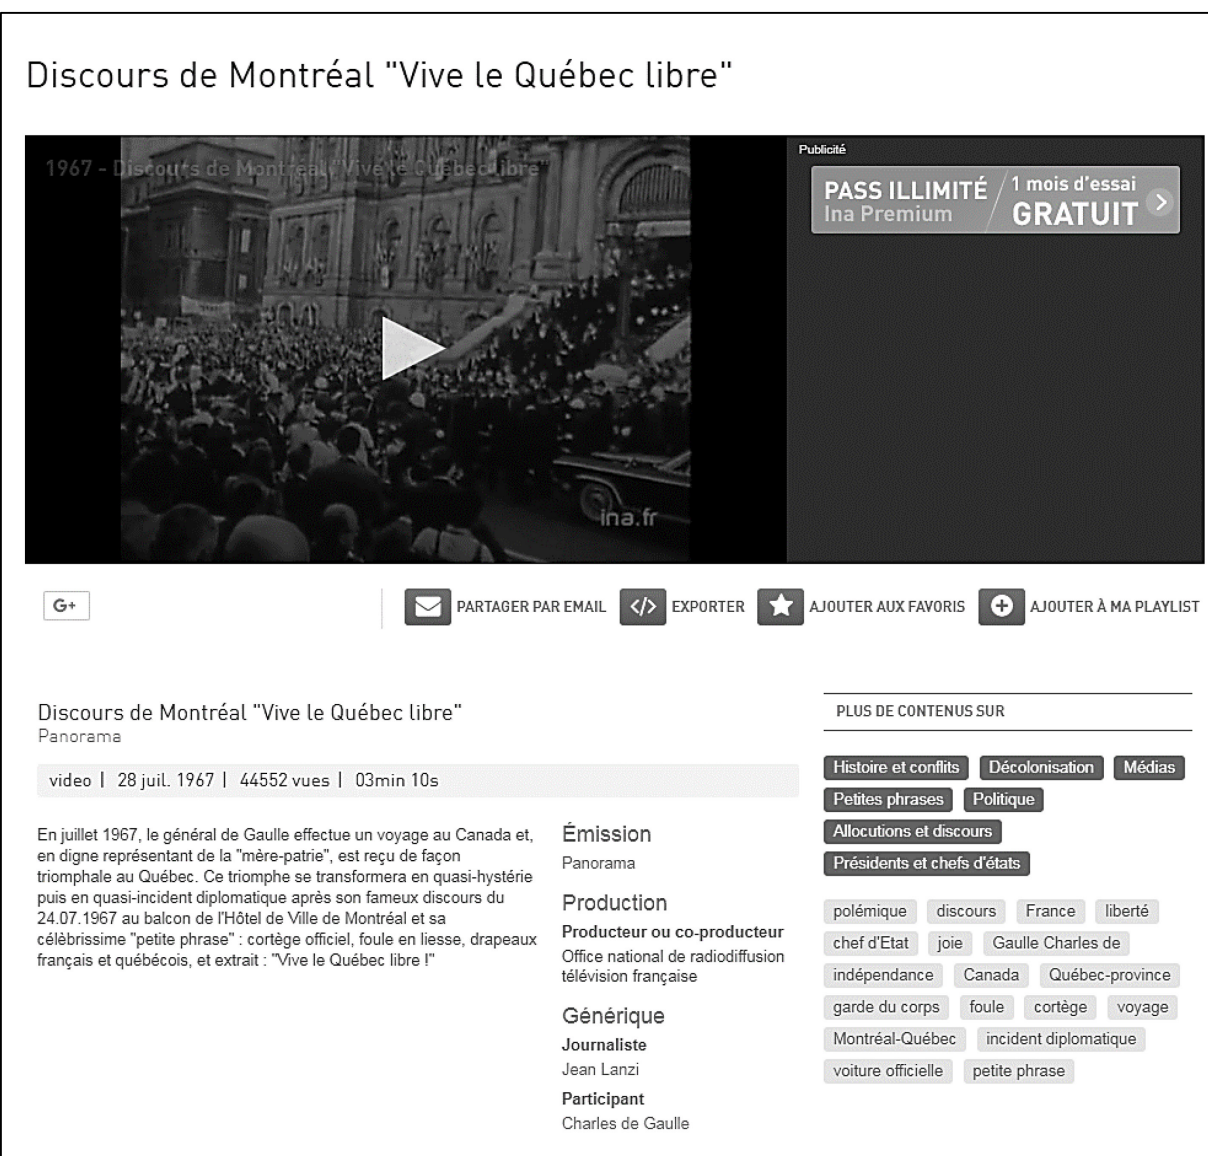 Discours de Montréal "Vive le Québec libre"
1967 - Discours de Montréal "Vive le Québec libre"
Publicité
PASS ILLIMITÉ
Ina Premium
1 mois d'essai
GRATUIT
ina.fr
G+
PARTAGER PAR EMAIL
EXPORTER
AJOUTER AUX FAVORIS
AJOUTER À MA PLAYLIST
Discours de Montréal "Vive le Québec libre"
Panorama
video | 28 juil. 1967 | 44552 vues | 03min 10s
En juillet 1967, le général de Gaulle effectue un voyage au Canada et,
en digne représentant de la "mère-patrie", est reçu de façon
triomphale au Québec. Ce triomphe se transformera en quasi-hystérie
puis en quasi-incident diplomatique après son fameux discours du
24.07.1967 au balcon de l'Hôtel de Ville de Montréal et sa
célèbrissime "petite phrase" : cortège officiel, foule en liesse, drapeaux
français et québécois, et extrait : "Vive le Québec libre !"
Émission
Panorama
Production
Producteur ou co-producteur
Office national de radiodiffusion
télévision française
Générique
Journaliste
Jean Lanzi
Participant
Charles de Gaulle
PLUS DE CONTENUS SUR
Histoire et conflits Décolonisation Médias
Petites phrases Politique
Allocutions et discours
Présidents et chefs d'états
polémique discours France liberté
chef d'Etat joie Gaulle Charles de
indépendance Canada Québec-province
garde du corps foule cortège voyage
Montréal-Québec incident diplomatique
voiture officielle petite phrase